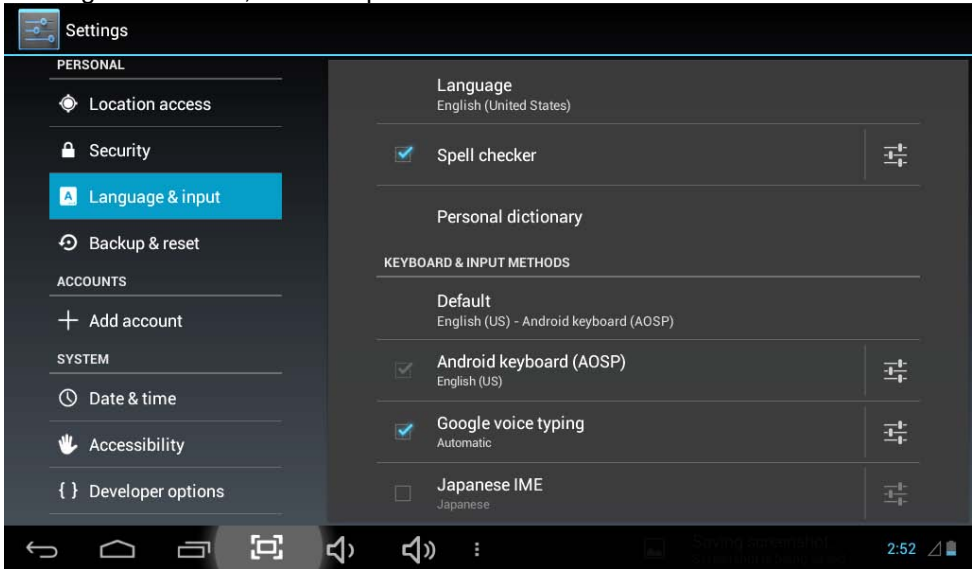 Settings
PERSONAL
Location access
Security
A Language & input
Backup & reset
ACCOUNTS
Add account
SYSTEM
Date & time
Accessibility
{ } Developer options
Language
English (United States)
Spell checker
Personal dictionary
KEYBOARD & INPUT METHODS
Default
English (US) - Android keyboard (AOSP)
Android keyboard (AOSP)
English (US)
Google voice typing
Automatic
Japanese IME
Japanese
Saving screenshot...
2:52